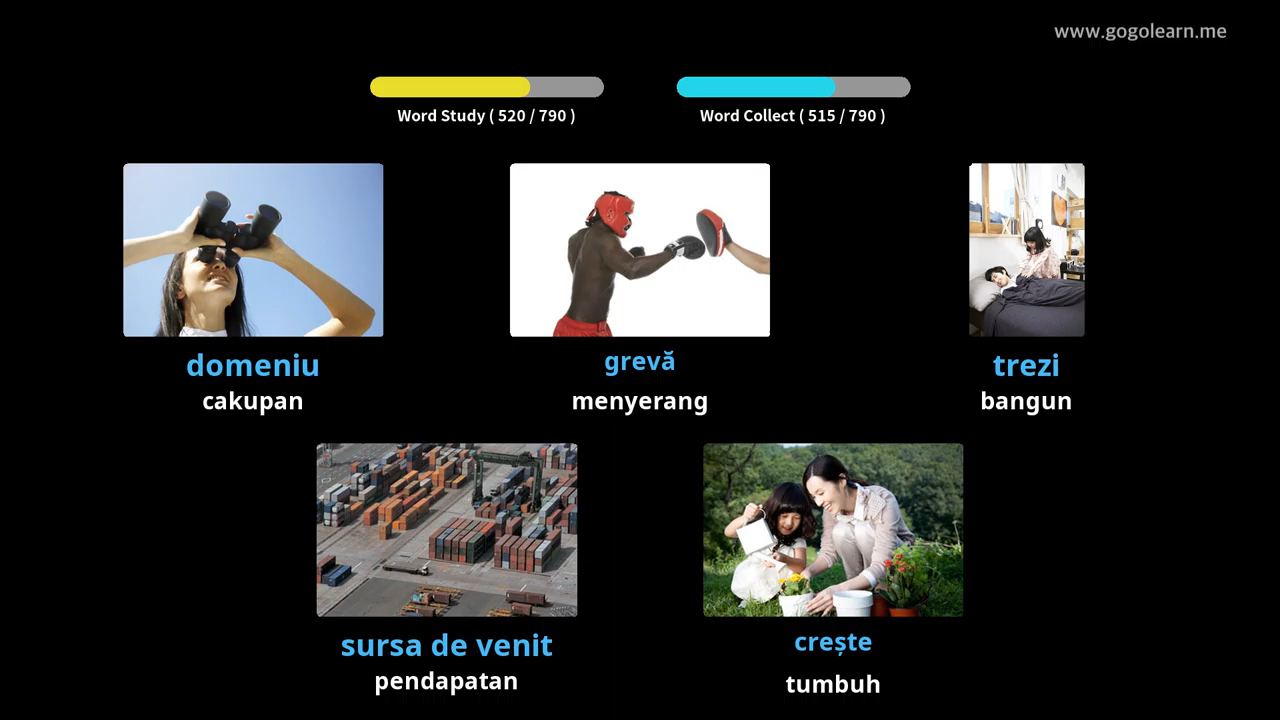 www.gogolearn.me
Word Study ( 520 / 790 )
Word Collect ( 515 / 790 )
domeniu
cakupan
grevă
menyerang
trezi
bangun
sursa de venit
pendapatan
crește
tumbuh